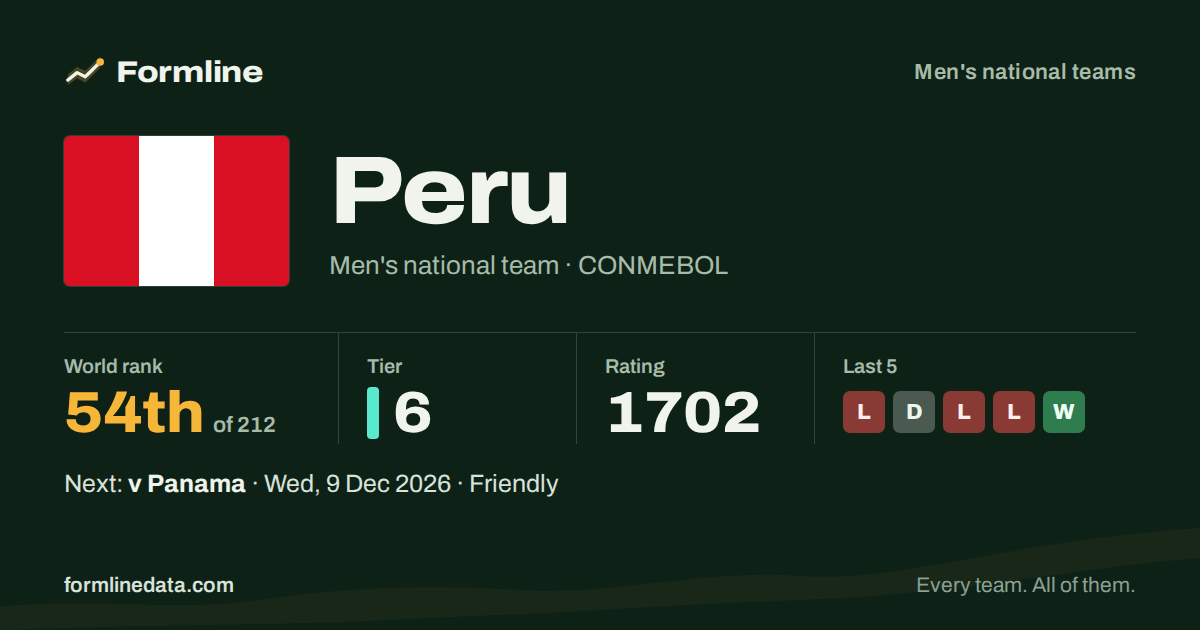 Formline
Men's national teams
Peru
Men's national team · CONMEBOL
World rank
54th of 212
Tier
6
Rating
1702
Last 5
L D L L W
Next: v Panama · Wed, 9 Dec 2026 · Friendly
formlinedata.com
Every team. All of them.